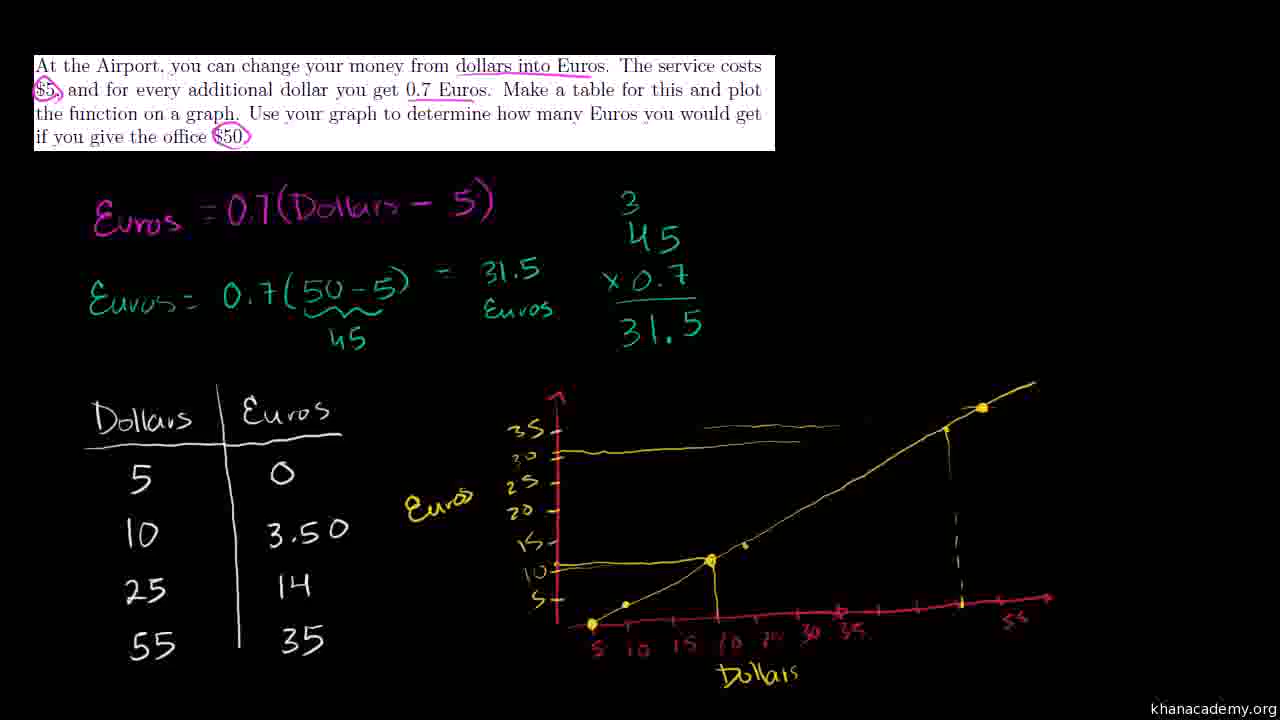 At the Airport, you can change your money from dollars into Euros. The service costs
$5, and for every additional dollar you get 0.7 Euros. Make a table for this and plot
the function on a graph. Use your graph to determine how many Euros you would get
if you give the office $50.
Euros = 0.7(Dollars - 5)
Euros = 0.7(50-5) = 31.5
Euros
45
3
45
x 0.7
31.5
Dollars Euros
5 0
10 3.50
25 14
55 35
Euros
35
30
25
20
15
10
5
5 10 15 20 30 35 55
Dollars
khanacademy.org